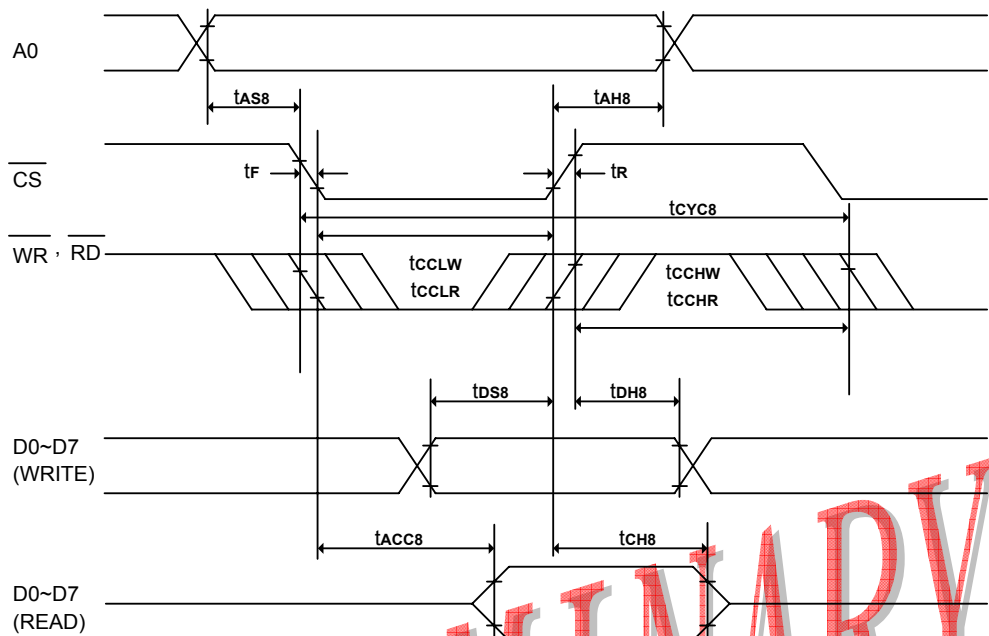 A0
tAS8 tAH8
CS
tF tR
tCYC8
WR , RD
tCCLW tCCHW
tCCLR tCCHR
tDS8 tDH8
D0~D7
(WRITE)
tACC8 tCH8
D0~D7
(READ)